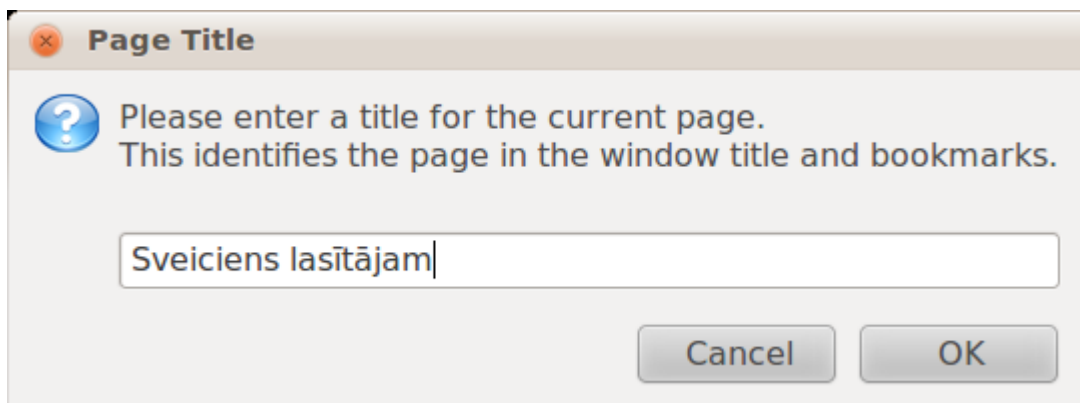 Page Title
Please enter a title for the current page.
This identifies the page in the window title and bookmarks.
Sveiciens lasītājam
Cancel OK